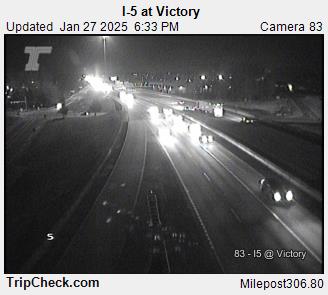 I-5 at Victory
Updated Jan 27 2025 6:33 PM Camera 83
T
S
83 - I5 @ Victory
TripCheck.com Milepost306.80